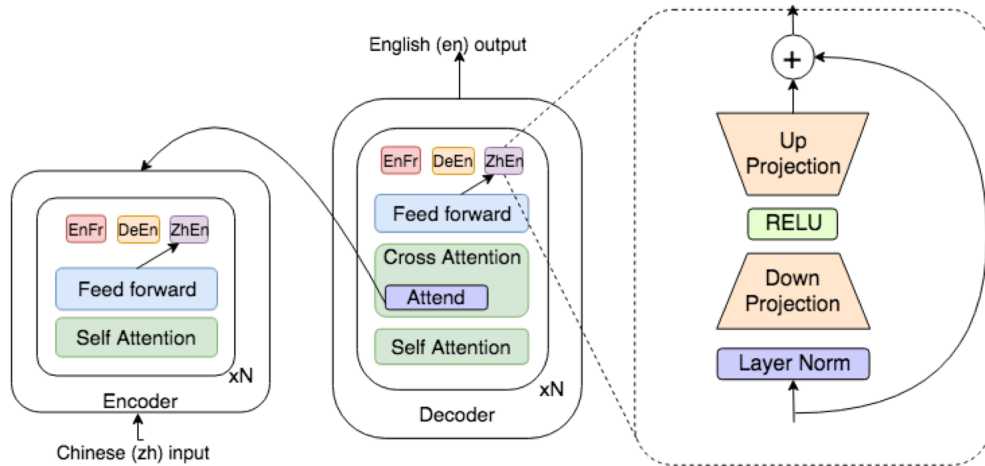 English (en) output
EnFr DeEn ZhEn
Feed forward
Self Attention
xN
Encoder
Chinese (zh) input
EnFr DeEn ZhEn
Feed forward
Cross Attention
Attend
Self Attention
xN
Decoder
+
Up
Projection
RELU
Down
Projection
Layer Norm